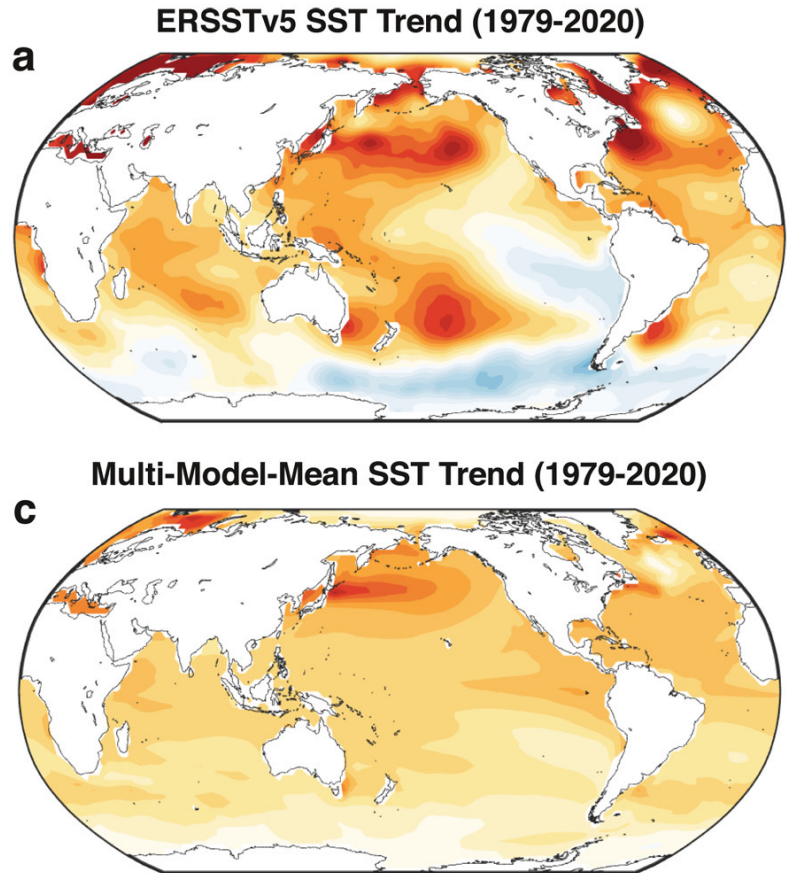 ERSSTv5 SST Trend (1979-2020)
a
Multi-Model-Mean SST Trend (1979-2020)
c